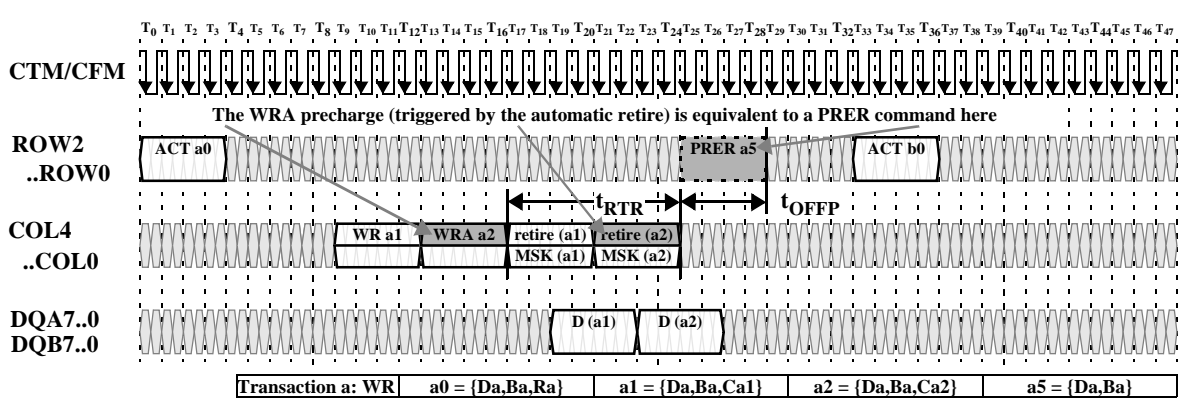 T0 T1 T2 T3 T4 T5 T6 T7 T8 T9 T10 T11 T12 T13 T14 T15 T16 T17 T18 T19 T20 T21 T22 T23 T24 T25 T26 T27 T28 T29 T30 T31 T32 T33 T34 T35 T36 T37 T38 T39 T40 T41 T42 T43 T44 T45 T46 T47
CTM/CFM
The WRA precharge (triggered by the automatic retire) is equivalent to a PRER command here
ROW2 ACT a0 PRER a5 ACT b0
..ROW0
tRTR tOFFP
COL4 WR a1 WRA a2 retire (a1) retire (a2)
..COL0 MSK (a1) MSK (a2)
DQA7..0 D (a1) D (a2)
DQB7..0
Transaction a: WR a0 = {Da,Ba,Ra} a1 = {Da,Ba,Ca1} a2 = {Da,Ba,Ca2} a5 = {Da,Ba}